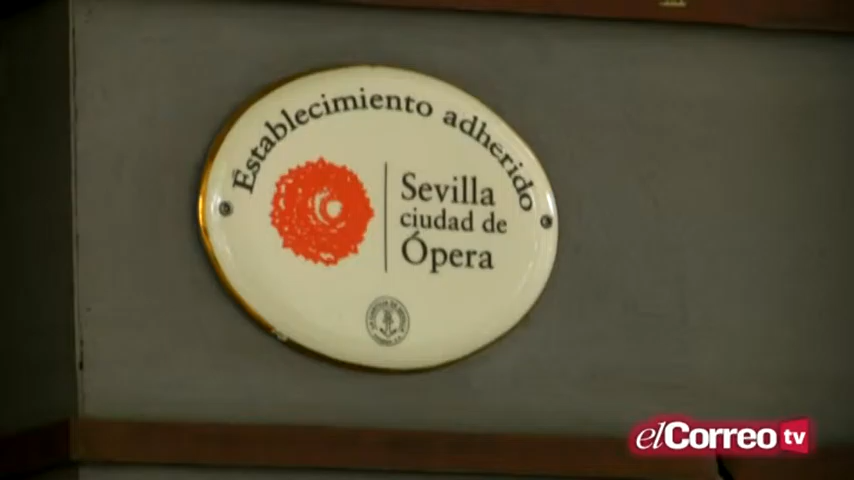 Establecimiento adherido
Sevilla
ciudad de
Ópera
elCorreo tv